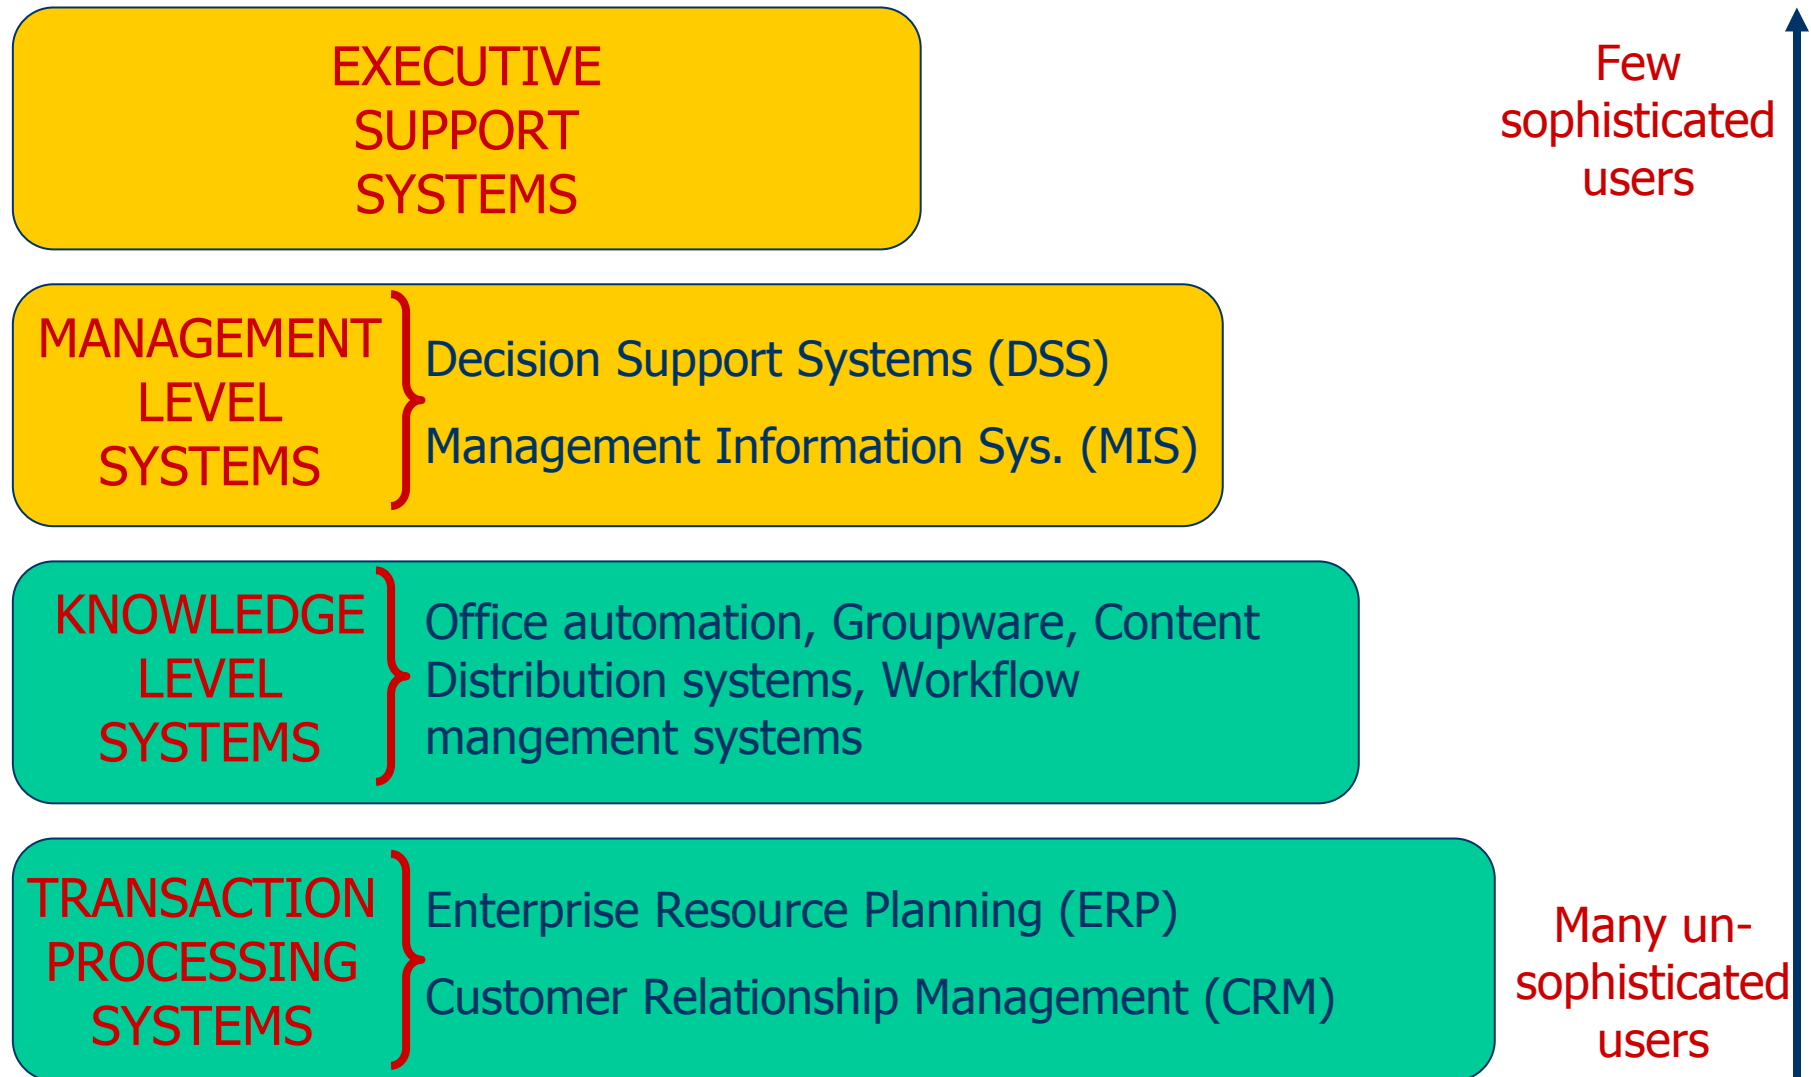 EXECUTIVE
SUPPORT
SYSTEMS
Few
sophisticated
users
MANAGEMENT
LEVEL
SYSTEMS
Decision Support Systems (DSS)
Management Information Sys. (MIS)
KNOWLEDGE
LEVEL
SYSTEMS
Office automation, Groupware, Content
Distribution systems, Workflow
mangement systems
TRANSACTION
PROCESSING
SYSTEMS
Enterprise Resource Planning (ERP)
Customer Relationship Management (CRM)
Many un-
sophisticated
users